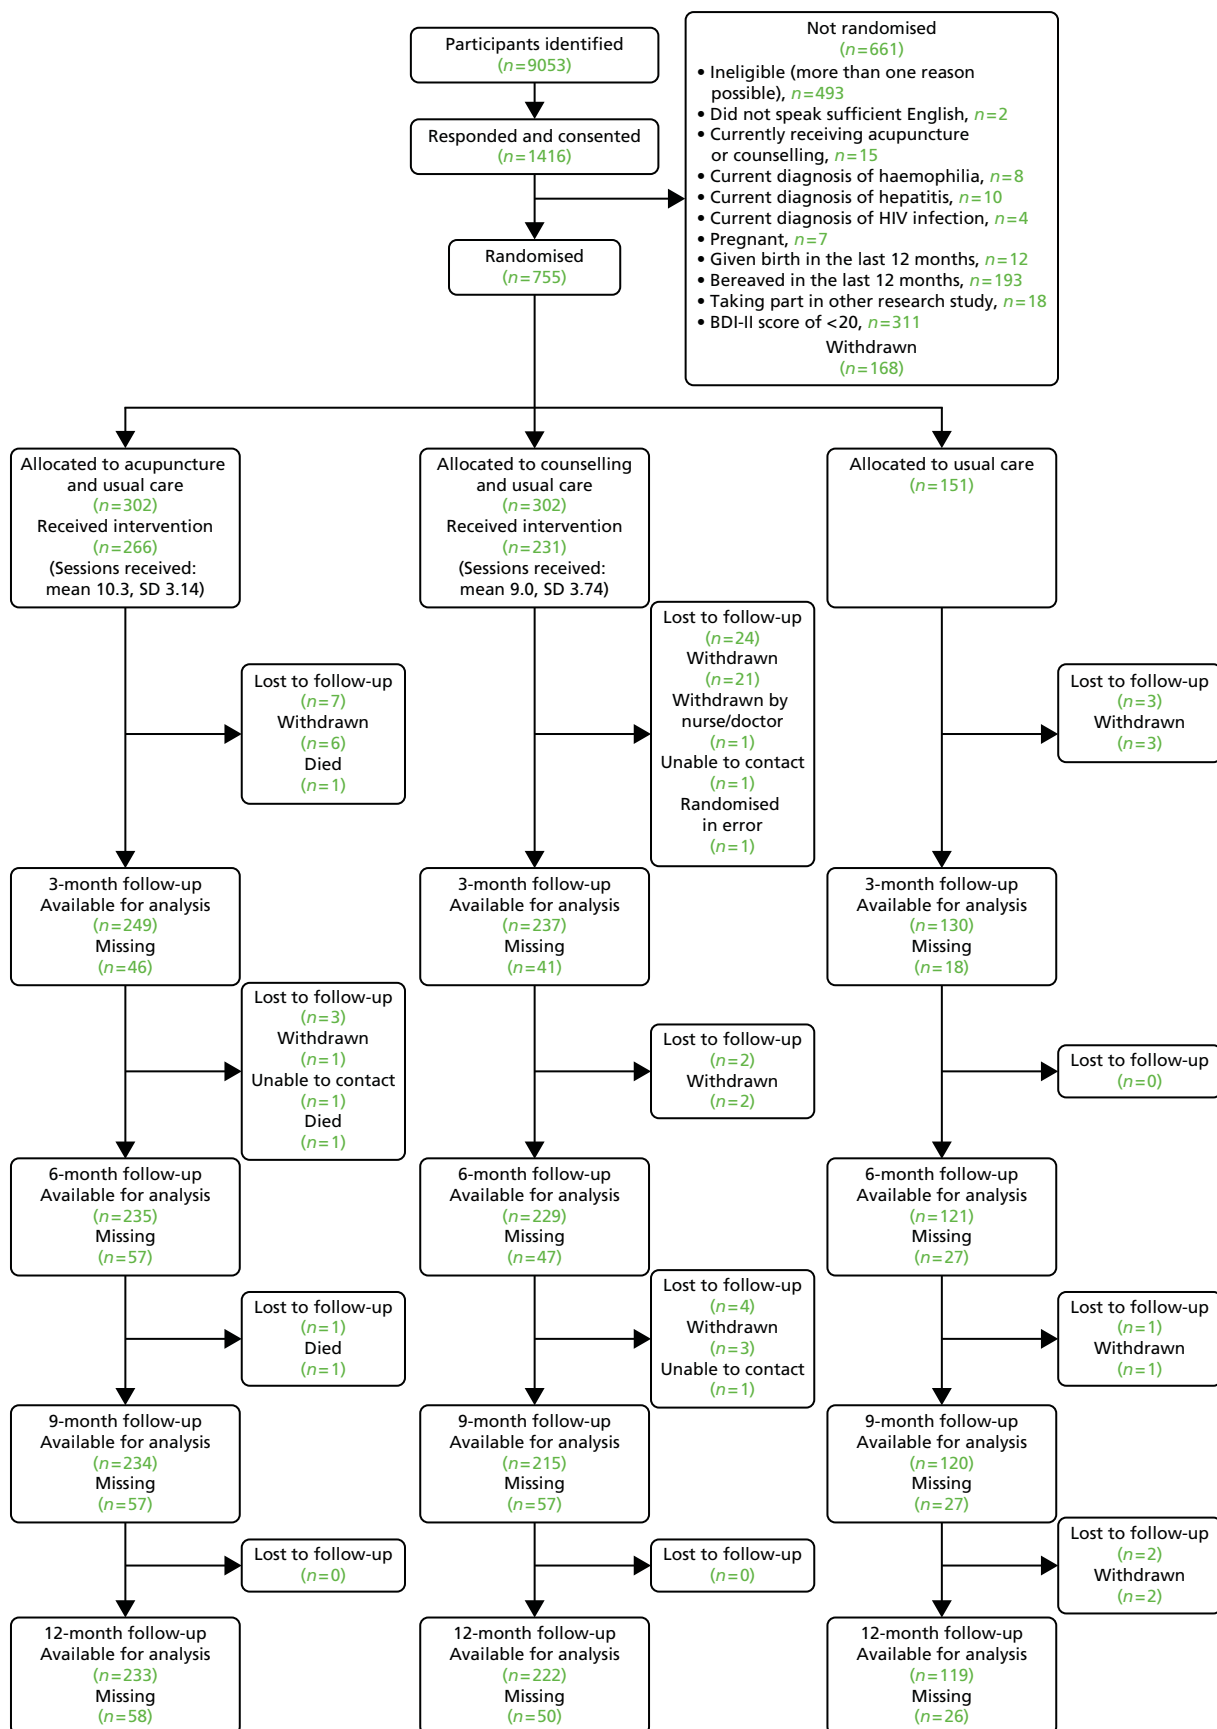 Participants identified
(n=9053)
Responded and consented
(n=1416)
Randomised
(n=755)
Not randomised
(n=661)
• Ineligible (more than one reason
possible), n=493
• Did not speak sufficient English, n=2
• Currently receiving acupuncture
or counselling, n=15
• Current diagnosis of haemophilia, n=8
• Current diagnosis of hepatitis, n=10
• Current diagnosis of HIV infection, n=4
• Pregnant, n=7
• Given birth in the last 12 months, n=12
• Bereaved in the last 12 months, n=193
• Taking part in other research study, n=18
• BDI-II score of <20, n=311
Withdrawn
(n=168)
Allocated to acupuncture
and usual care
(n=302)
Received intervention
(n=266)
(Sessions received:
mean 10.3, SD 3.14)
Allocated to counselling
and usual care
(n=302)
Received intervention
(n=231)
(Sessions received:
mean 9.0, SD 3.74)
Allocated to usual care
(n=151)
Lost to follow-up
(n=7)
Withdrawn
(n=6)
Died
(n=1)
Lost to follow-up
(n=24)
Withdrawn
(n=21)
Withdrawn by
nurse/doctor
(n=1)
Unable to contact
(n=1)
Randomised
in error
(n=1)
Lost to follow-up
(n=3)
Withdrawn
(n=3)
3-month follow-up
Available for analysis
(n=249)
Missing
(n=46)
3-month follow-up
Available for analysis
(n=237)
Missing
(n=41)
3-month follow-up
Available for analysis
(n=130)
Missing
(n=18)
Lost to follow-up
(n=3)
Withdrawn
(n=1)
Unable to contact
(n=1)
Died
(n=1)
Lost to follow-up
(n=2)
Withdrawn
(n=2)
Lost to follow-up
(n=0)
6-month follow-up
Available for analysis
(n=235)
Missing
(n=57)
6-month follow-up
Available for analysis
(n=229)
Missing
(n=47)
6-month follow-up
Available for analysis
(n=121)
Missing
(n=27)
Lost to follow-up
(n=1)
Died
(n=1)
Lost to follow-up
(n=4)
Withdrawn
(n=3)
Unable to contact
(n=1)
Lost to follow-up
(n=1)
Withdrawn
(n=1)
9-month follow-up
Available for analysis
(n=234)
Missing
(n=57)
9-month follow-up
Available for analysis
(n=215)
Missing
(n=57)
9-month follow-up
Available for analysis
(n=120)
Missing
(n=27)
Lost to follow-up
(n=0)
Lost to follow-up
(n=0)
Lost to follow-up
(n=2)
Withdrawn
(n=2)
12-month follow-up
Available for analysis
(n=233)
Missing
(n=58)
12-month follow-up
Available for analysis
(n=222)
Missing
(n=50)
12-month follow-up
Available for analysis
(n=119)
Missing
(n=26)